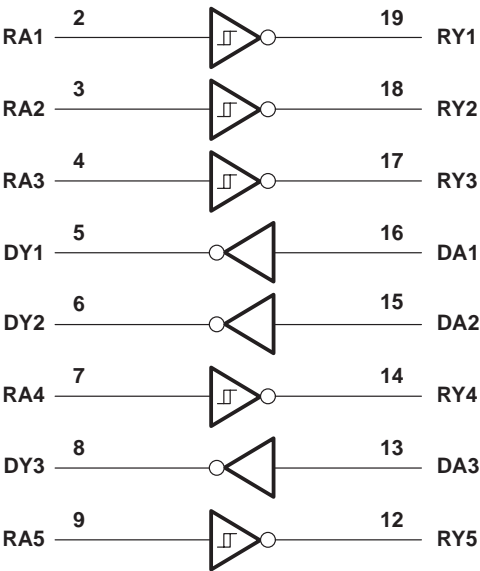 RA1 2 19 RY1
RA2 3 18 RY2
RA3 4 17 RY3
DY1 5 16 DA1
DY2 6 15 DA2
RA4 7 14 RY4
DY3 8 13 DA3
RA5 9 12 RY5